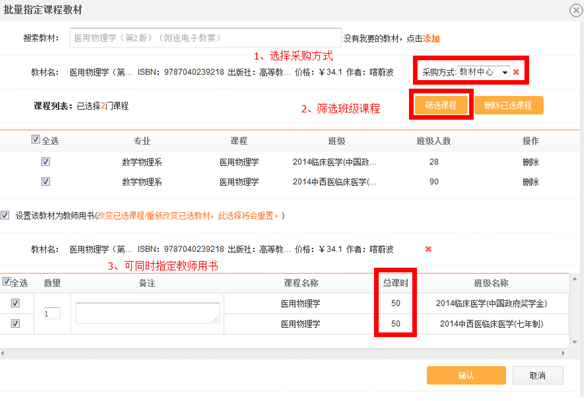 批量指定课程教材
搜索教材： 医用物理学（第2版）（附送电子教案） 没有我要的教材，点击添加
1、选择采购方式
教材名： 医用物理学（第... ISBN：9787040239218 出版社：高等教... 价格：￥34.1 作者：喀蔚波 采购方式：教材中心
课程列表：已选择2门课程 2、筛选班级课程 筛选课程 删除已选课程
全选 专业 课程 班级 班级人数 操作
数学物理系 医用物理学 2014临床医学(中国政... 28 删除
数学物理系 医用物理学 2014中西医临床医学(... 90 删除
设置该教材为教师用书(改变已选课程/重新改变已选教材，此选择将会重置。)
教材名： 医用物理学（第... ISBN：9787040239218 出版社：高等教... 价格：￥34.1 作者：喀蔚波
3、可同时指定教师用书
全选 数量 备注 课程名称 总课时 班级名称
1 医用物理学 50 2014临床医学(中国政府奖学金)
医用物理学 50 2014中西医临床医学(七年制)
确认 取消